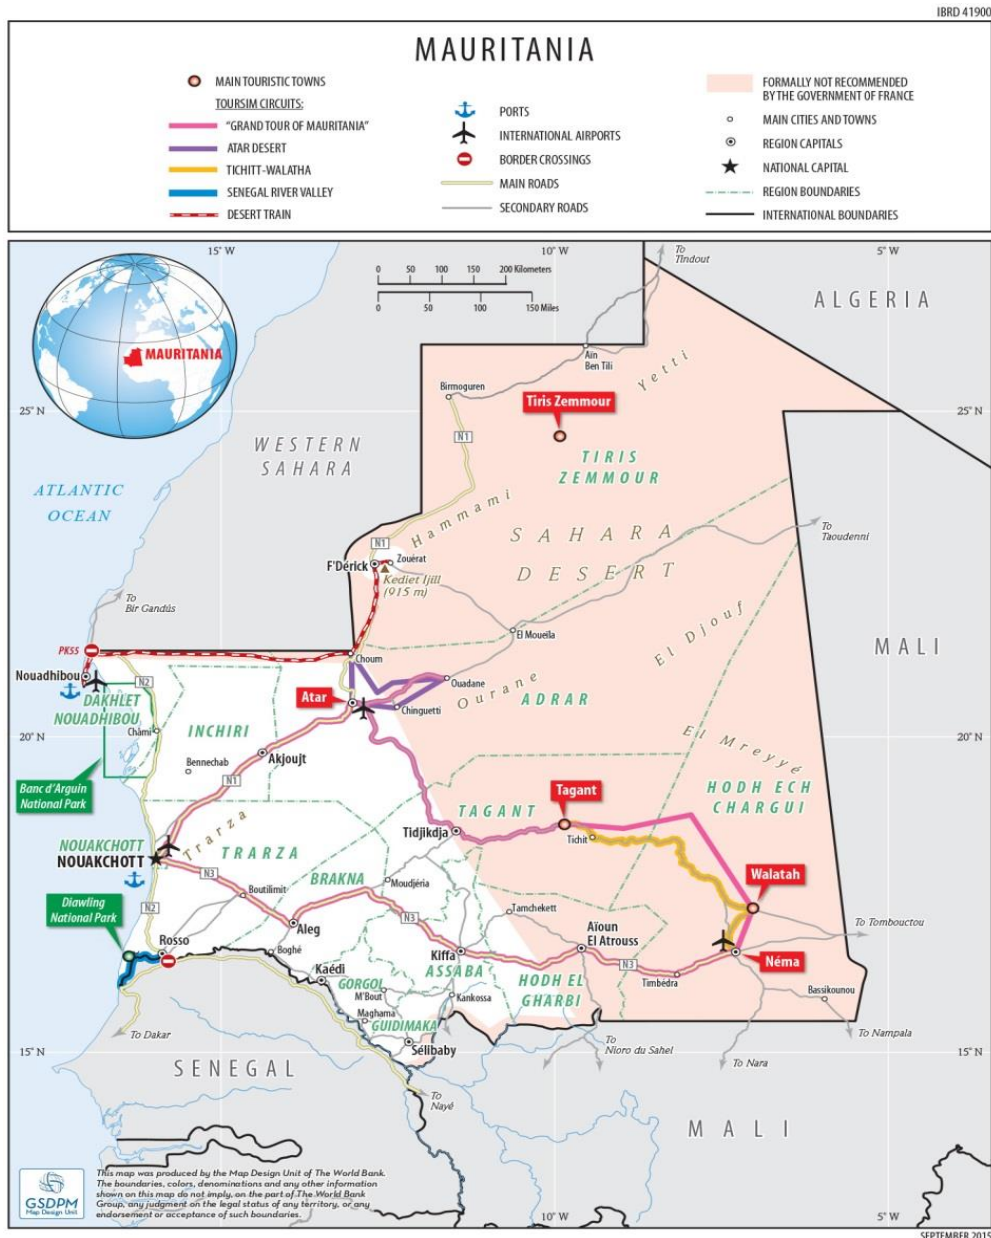 IBRD 41900
MAURITANIA
MAIN TOURISTIC TOWNS
TOURSIM CIRCUITS:
"GRAND TOUR OF MAURITANIA"
ATAR DESERT
TICHITT-WALATHA
SENEGAL RIVER VALLEY
DESERT TRAIN
PORTS
INTERNATIONAL AIRPORTS
BORDER CROSSINGS
MAIN ROADS
SECONDARY ROADS
FORMALLY NOT RECOMMENDED
BY THE GOVERNMENT OF FRANCE
MAIN CITIES AND TOWNS
REGION CAPITALS
NATIONAL CAPITAL
REGION BOUNDARIES
INTERNATIONAL BOUNDARIES
15° W
10° W
5° W
To
Tindout
0 50 100 150 200 Kilometers
0 50 100 150 Miles
ALGERIA
MAURITANIA
Aïn
Ben Tili
Yetti
Birmoguren
25° N
25° N
Tiris Zemmour
N1
WESTERN
SAHARA
TIRIS
ZEMMOUR
ATLANTIC
OCEAN
Hammami
SAHARA
DESERT
To
Taoudenni
N1
F'Dérick
Zouérat
Kediet Ijill
(915 m)
To
Bir Gandûs
El Moueila
El Djouf
MALI
PK55
Choum
Nouadhibou
N2
Ouadane
Ourane
ADRAR
Atar
Chinguetti
DAKHLET
NOUADHIBOU
INCHIRI
Châmi
20° N
20° N
El Mreyyé
Akjoujt
Bennechab
N1
Banc d'Arguin
National Park
HODH ECH
CHARGUI
Tagant
TAGANT
Tidjikdja
Tichit
Trarza
NOUAKCHOTT
NOUAKCHOTT
TRARZA
N3
BRAKNA
Moudjéria
Walatah
Boutilimit
Diawling
National Park
N2
Aleg
N3
Tamchekett
To Tombouctou
Aïoun
El Atrouss
Rosso
Boghé
Kiffa
N3
Néma
ASSABA
Kaédi
GORGOL
M'Bout
Kankossa
HODH EL
GHARBI
Timbédra
Bassikounou
Maghama
GUIDIMAKA
To Dakar
Sélibaby
To
Nioro du Sahel
To Nampala
To Nara
15° N
15° N
SENEGAL
To
Nayé
MALI
GSDPM
Map Design Unit
This map was produced by the Map Design Unit of The World Bank.
The boundaries, colors, denominations and any other information
shown on this map do not imply, on the part of The World Bank
Group, any judgment on the legal status of any territory, or any
endorsement or acceptance of such boundaries.
10° W
5° W
SEPTEMBER 2015